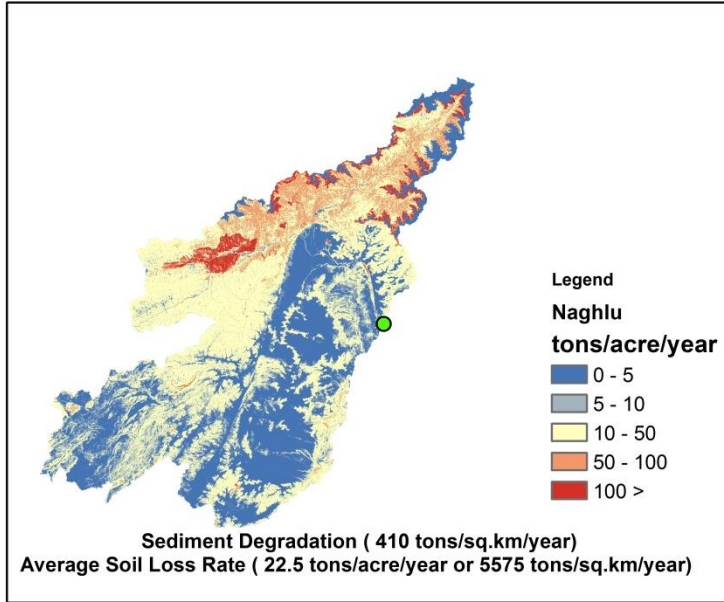 Legend
Naghlu
tons/acre/year
0 - 5
5 - 10
10 - 50
50 - 100
100 >
Sediment Degradation ( 410 tons/sq.km/year)
Average Soil Loss Rate ( 22.5 tons/acre/year or 5575 tons/sq.km/year)